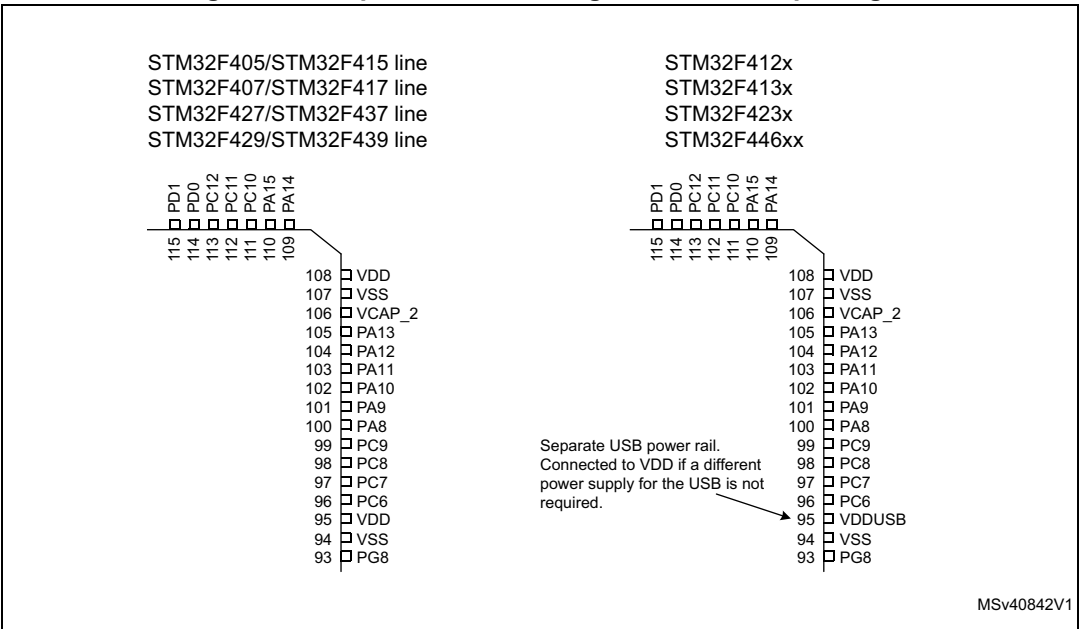 STM32F405/STM32F415 line
STM32F407/STM32F417 line
STM32F427/STM32F437 line
STM32F429/STM32F439 line
PD1
PD0
PC12
PC11
PC10
PA15
PA14
115
114
113
112
111
110
109
108 VDD
107 VSS
106 VCAP_2
105 PA13
104 PA12
103 PA11
102 PA10
101 PA9
100 PA8
99 PC9
98 PC8
97 PC7
96 PC6
95 VDD
94 VSS
93 PG8
STM32F412x
STM32F413x
STM32F423x
STM32F446xx
PD1
PD0
PC12
PC11
PC10
PA15
PA14
115
114
113
112
111
110
109
108 VDD
107 VSS
106 VCAP_2
105 PA13
104 PA12
103 PA11
102 PA10
101 PA9
100 PA8
99 PC9
98 PC8
97 PC7
96 PC6
95 VDDUSB
94 VSS
93 PG8
Separate USB power rail.
Connected to VDD if a different
power supply for the USB is not
required.
MSv40842V1